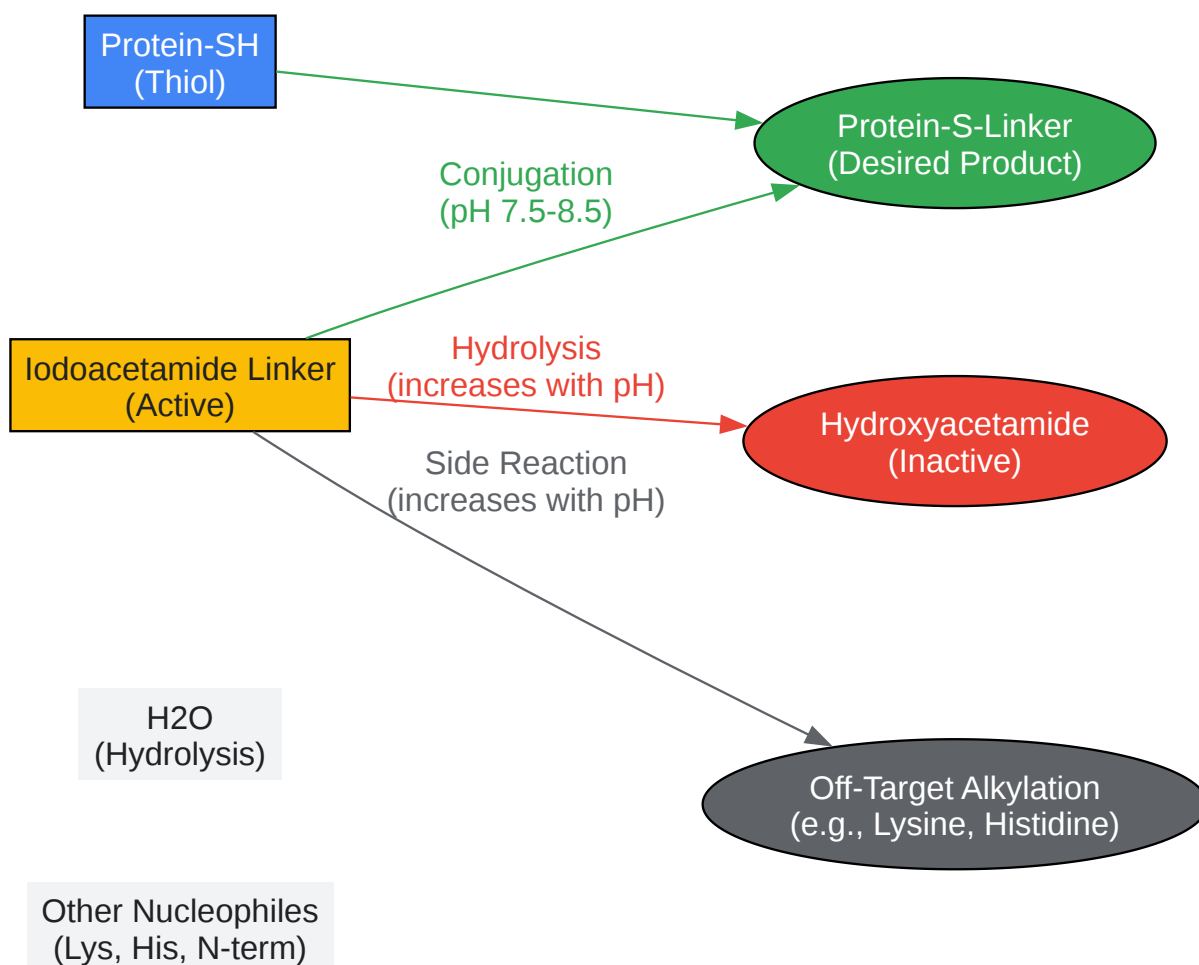 Protein-SH
(Thiol)
Protein-S-Linker
(Desired Product)
Conjugation
(pH 7.5-8.5)
Iodoacetamide Linker
(Active)
Hydrolysis
(increases with pH)
Hydroxyacetamide
(Inactive)
Side Reaction
(increases with pH)
H2O
(Hydrolysis)
Off-Target Alkylation
(e.g., Lysine, Histidine)
Other Nucleophiles
(Lys, His, N-term)